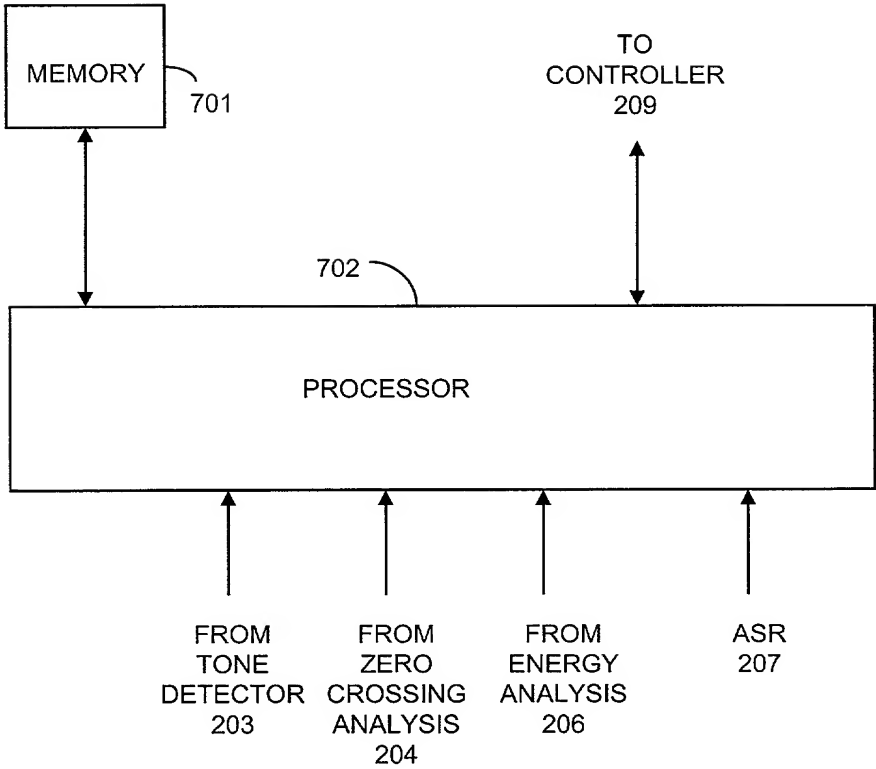 MEMORY
701
TO
CONTROLLER
209
702
PROCESSOR
FROM
TONE
DETECTOR
203
FROM
ZERO
CROSSING
ANALYSIS
204
FROM
ENERGY
ANALYSIS
206
ASR
207